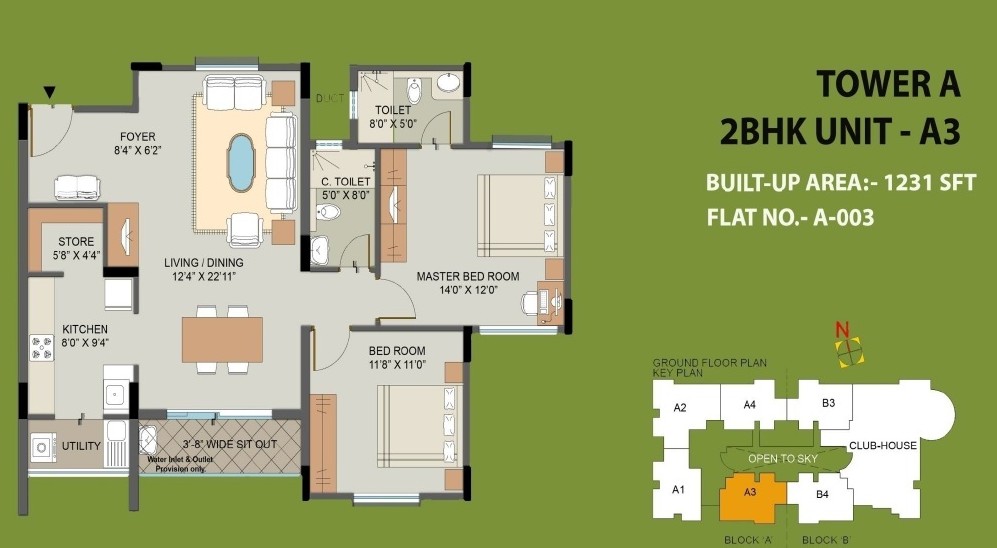 TOWER A
2BHK UNIT - A3
BUILT-UP AREA:- 1231 SFT
FLAT NO.- A-003
DUCT
TOILET
8'0" X 5'0"
FOYER
8'4" X 6'2"
C. TOILET
5'0" X 8'0"
STORE
5'8" X 4'4"
LIVING / DINING
12'4" X 22'11"
MASTER BED ROOM
14'0" X 12'0"
KITCHEN
8'0" X 9'4"
BED ROOM
11'8" X 11'0"
UTILITY
3'-8" WIDE SIT OUT
Water Inlet & Outlet
Provision only.
N
GROUND FLOOR PLAN
KEY PLAN
A2
A4
B3
CLUB-HOUSE
OPEN TO SKY
A1
A3
B4
BLOCK 'A'
BLOCK 'B'